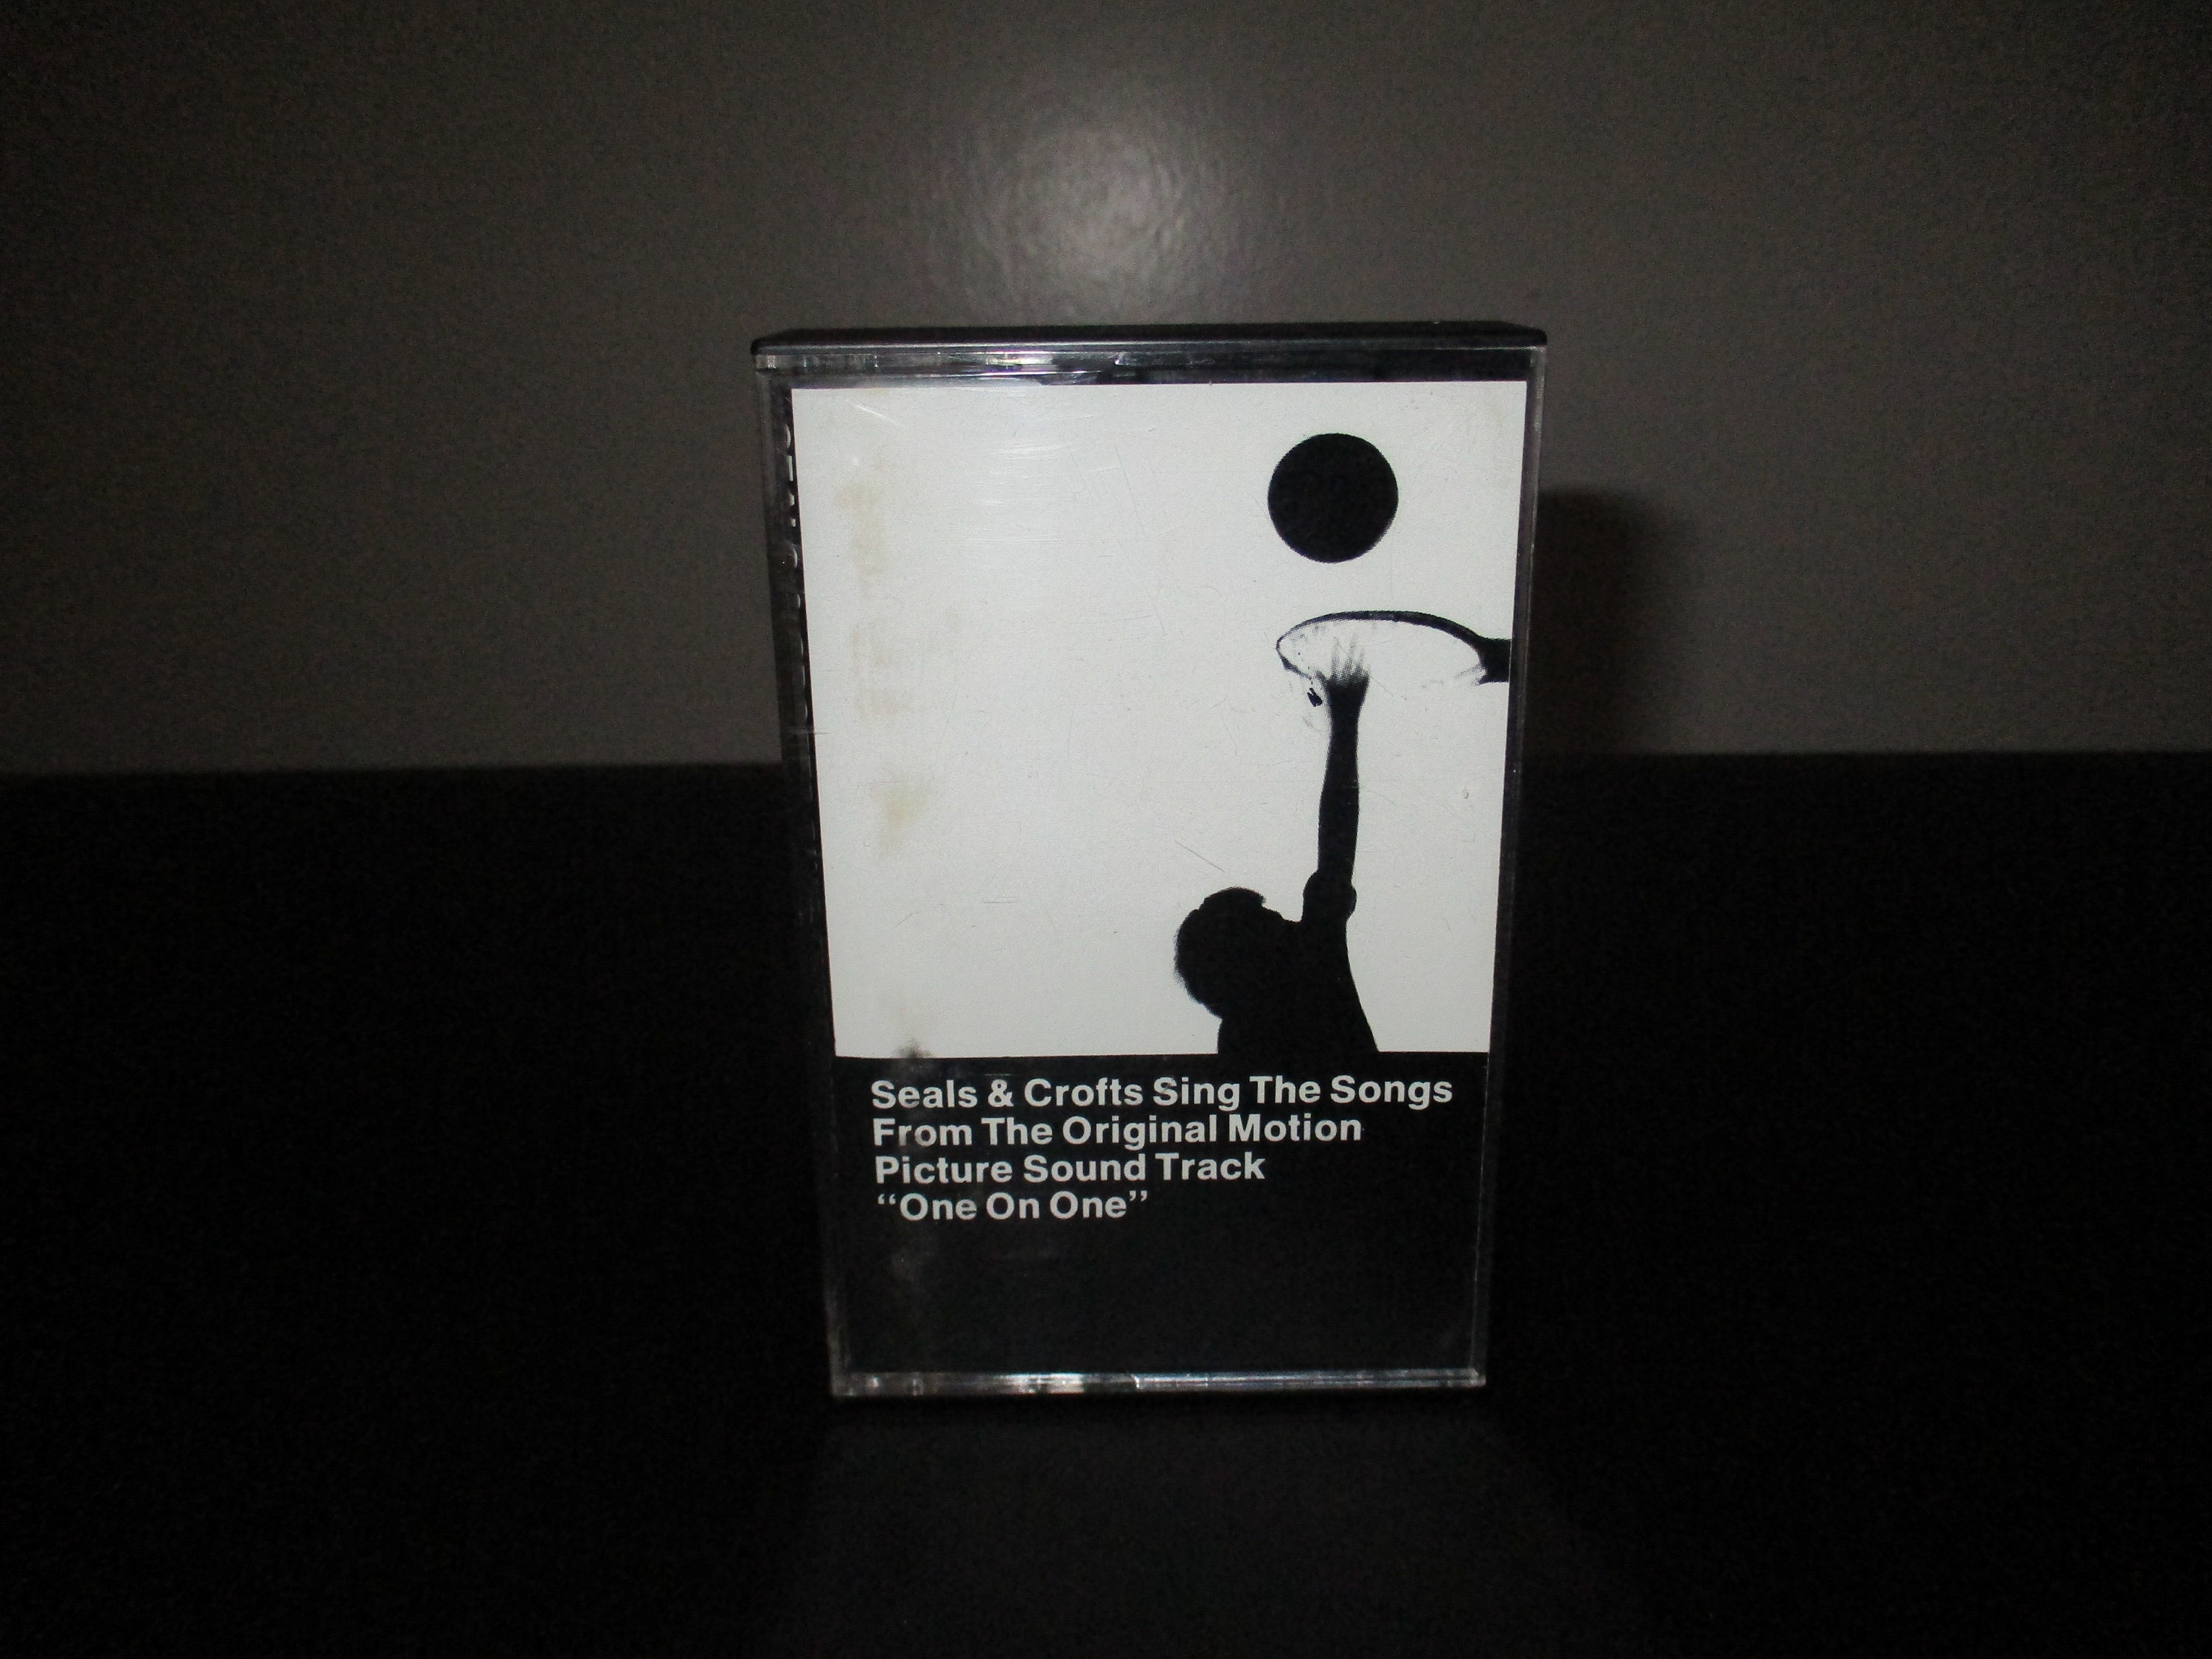 Seals & Crofts Sing The Songs
From The Original Motion
Picture Sound Track
“One On One”